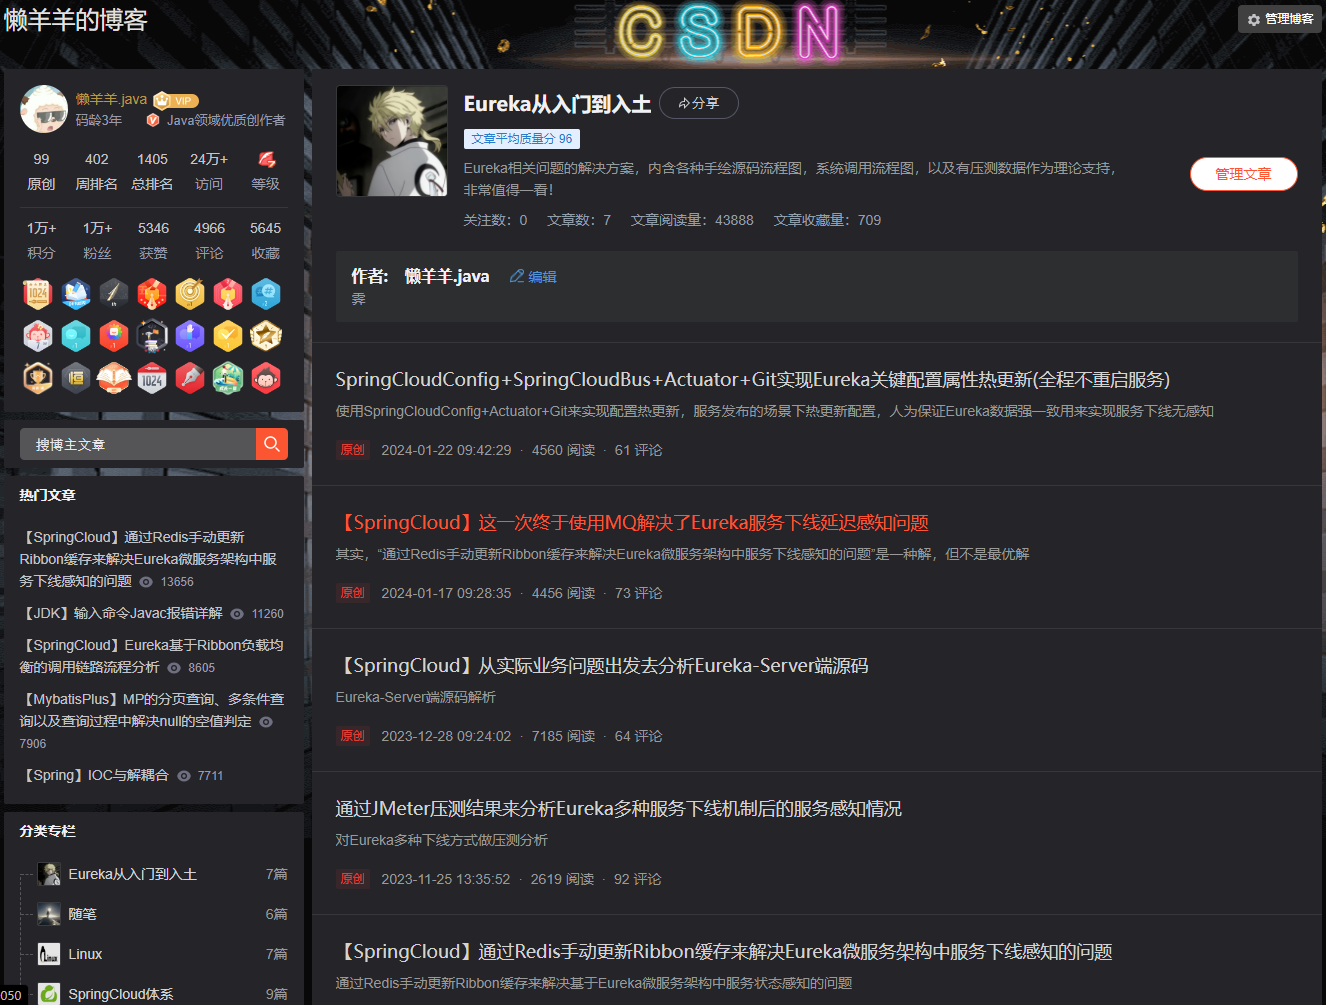 懒羊羊的博客
CSDN
管理博客
懒羊羊.java VIP
码龄3年 Java领域优质创作者
99 402 1405 24万+
原创 周排名 总排名 访问 等级
1万+ 1万+ 5346 4966 5645
积分 粉丝 获赞 评论 收藏
1024
1024
搜博主文章
热门文章
【SpringCloud】通过Redis手动更新
Ribbon缓存来解决Eureka微服务架构中服
务下线感知的问题 13656
【JDK】输入命令Javac报错详解 11260
【SpringCloud】Eureka基于Ribbon负载均
衡的调用链路流程分析 8605
【MybatisPlus】MP的分页查询、多条件查
询以及查询过程中解决null的空值判定
7906
【Spring】IOC与解耦合 7711
分类专栏
Eureka从入门到入土 7篇
随笔 6篇
Linux 7篇
SpringCloud体系 9篇
050
Eureka从入门到入土 分享
文章平均质量分 96
Eureka相关问题的解决方案，内含各种手绘源码流程图，系统调用流程图，以及有压测数据作为理论支持，
非常值得一看！
管理文章
关注数：0 文章数：7 文章阅读量：43888 文章收藏量：709
作者: 懒羊羊.java 编辑
SpringCloudConfig+SpringCloudBus+Actuator+Git实现Eureka关键配置属性热更新(全程不重启服务)
使用SpringCloudConfig+Actuator+Git来实现配置热更新，服务发布的场景下热更新配置，人为保证Eureka数据强一致用来实现服务下线无感知
原创 2024-01-22 09:42:29 · 4560 阅读 · 61 评论
【SpringCloud】这一次终于使用MQ解决了Eureka服务下线延迟感知问题
其实，“通过Redis手动更新Ribbon缓存来解决Eureka微服务架构中服务下线感知的问题”是一种解，但不是最优解
原创 2024-01-17 09:28:35 · 4456 阅读 · 73 评论
【SpringCloud】从实际业务问题出发去分析Eureka-Server端源码
Eureka-Server端源码解析
原创 2023-12-28 09:24:02 · 7185 阅读 · 64 评论
通过JMeter压测结果来分析Eureka多种服务下线机制后的服务感知情况
对Eureka多种下线方式做压测分析
原创 2023-11-25 13:35:52 · 2619 阅读 · 92 评论
【SpringCloud】通过Redis手动更新Ribbon缓存来解决Eureka微服务架构中服务下线感知的问题
通过Redis手动更新Ribbon缓存来解决基于Eureka微服务架构中服务状态感知的问题